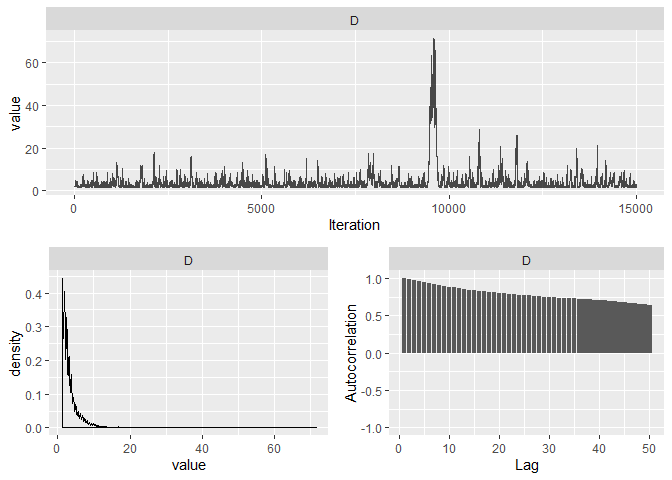 D
value
60
40
20
0
0 5000 10000 15000
Iteration
D
density
0.4
0.3
0.2
0.1
0.0
0 20 40 60
value
D
Autocorrelation
1.0
0.5
0.0
-0.5
-1.0
0 10 20 30 40 50
Lag